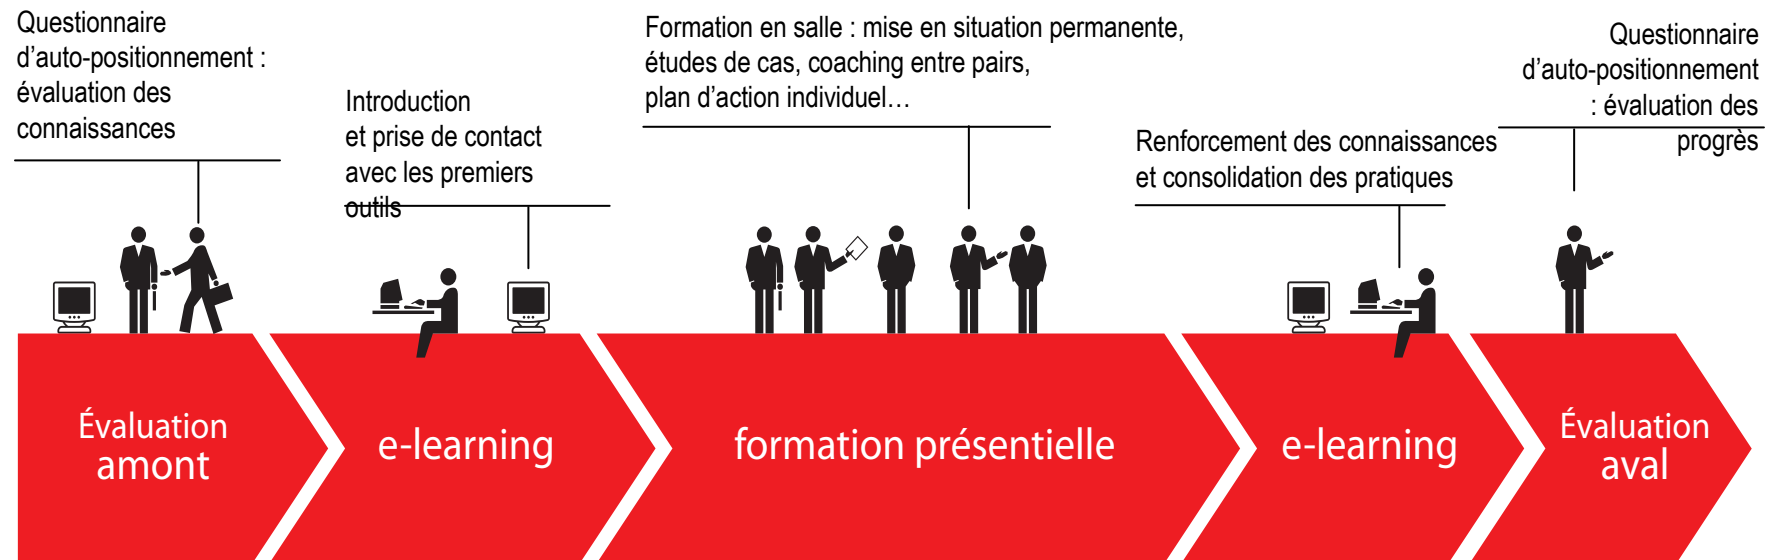 Questionnaire
d’auto-positionnement :
évaluation des
connaissances
Introduction
et prise de contact
avec les premiers
outils
Formation en salle : mise en situation permanente,
études de cas, coaching entre pairs,
plan d’action individuel…
Renforcement des connaissances
et consolidation des pratiques
Questionnaire
d’auto-positionnement
: évaluation des
progrès
Évaluation
amont
e-learning
formation présentielle
e-learning
Évaluation
aval